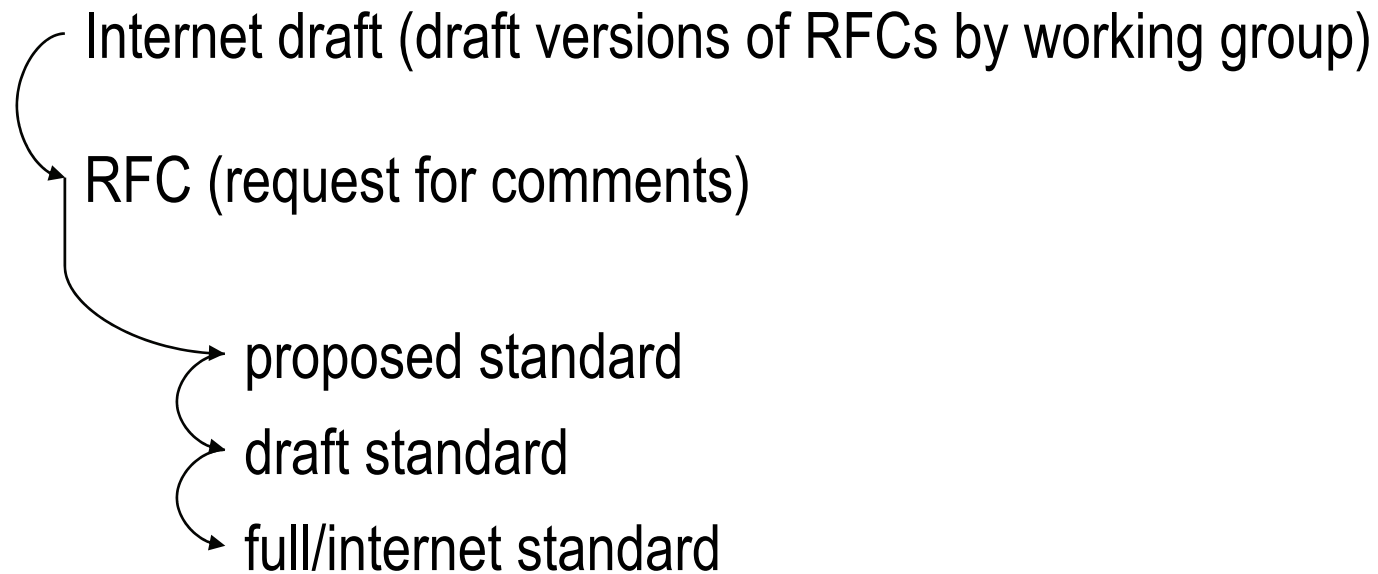 Internet draft (draft versions of RFCs by working group)
RFC (request for comments)
proposed standard
draft standard
full/internet standard